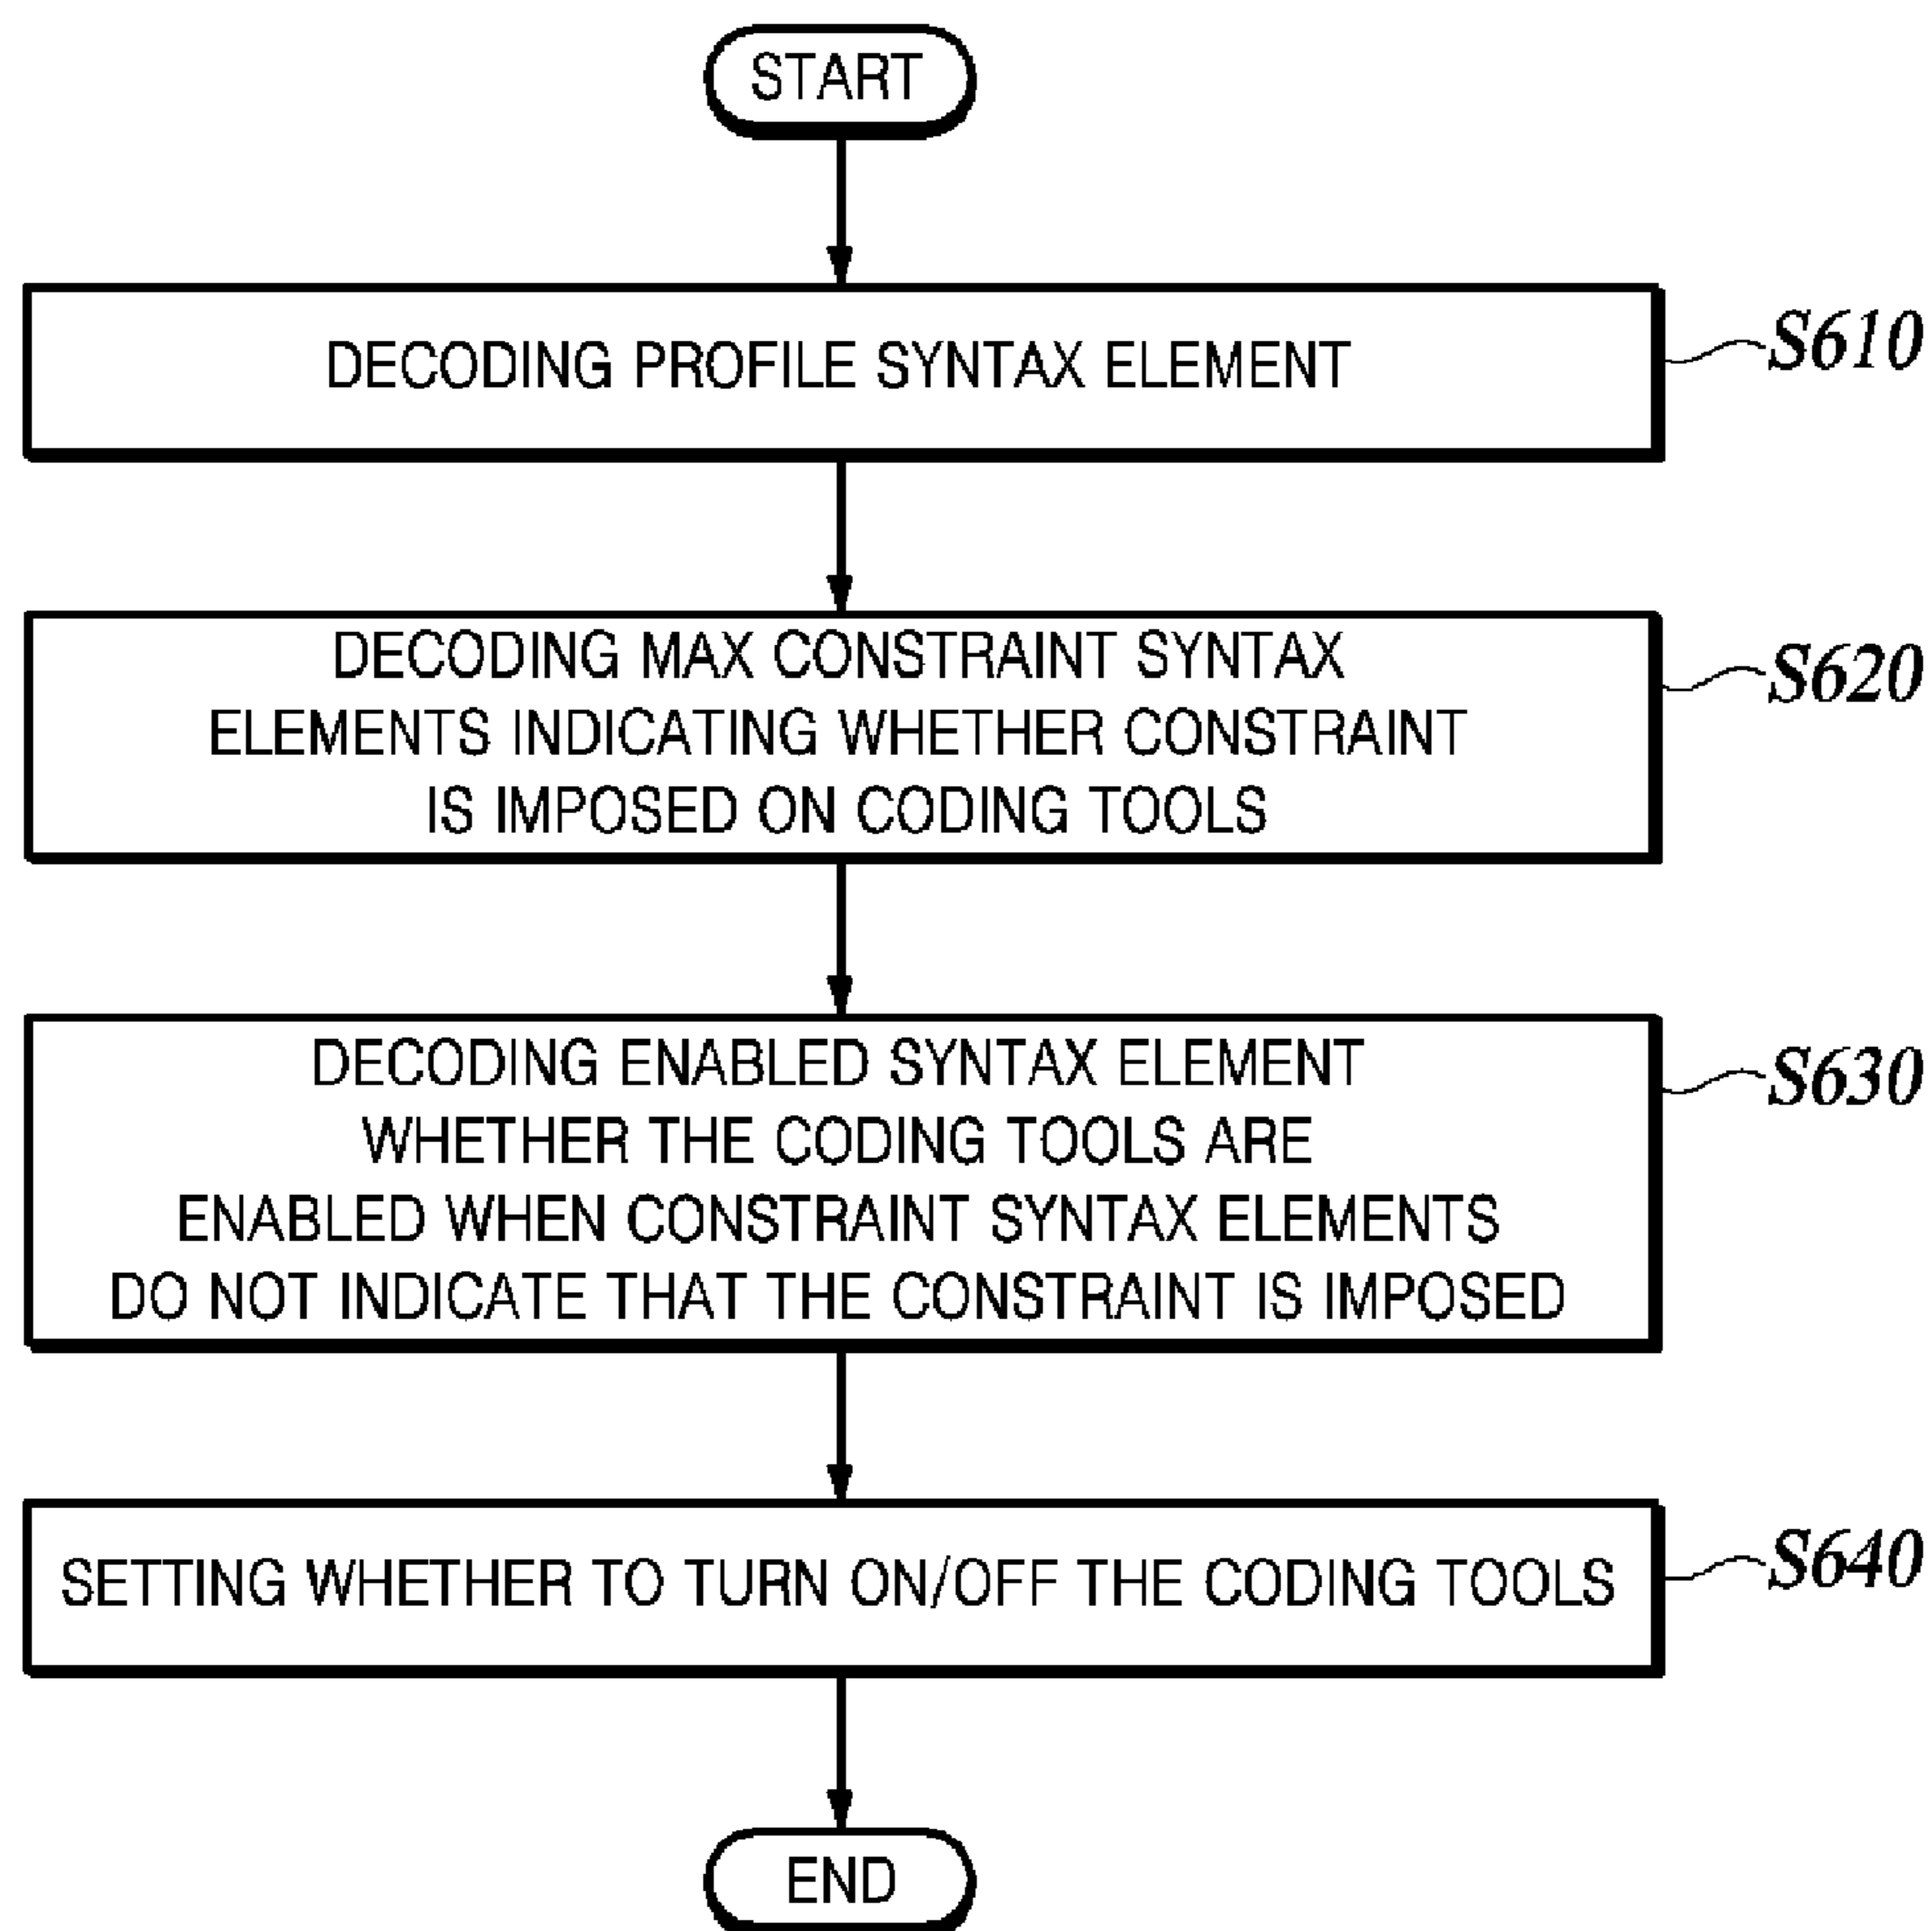 START
DECODING PROFILE SYNTAX ELEMENT
S610
DECODING MAX CONSTRAINT SYNTAX
ELEMENTS INDICATING WHETHER CONSTRAINT
IS IMPOSED ON CODING TOOLS
S620
DECODING ENABLED SYNTAX ELEMENT
WHETHER THE CODING TOOLS ARE
ENABLED WHEN CONSTRAINT SYNTAX ELEMENTS
DO NOT INDICATE THAT THE CONSTRAINT IS IMPOSED
S630
SETTING WHETHER TO TURN ON/OFF THE CODING TOOLS
S640
END